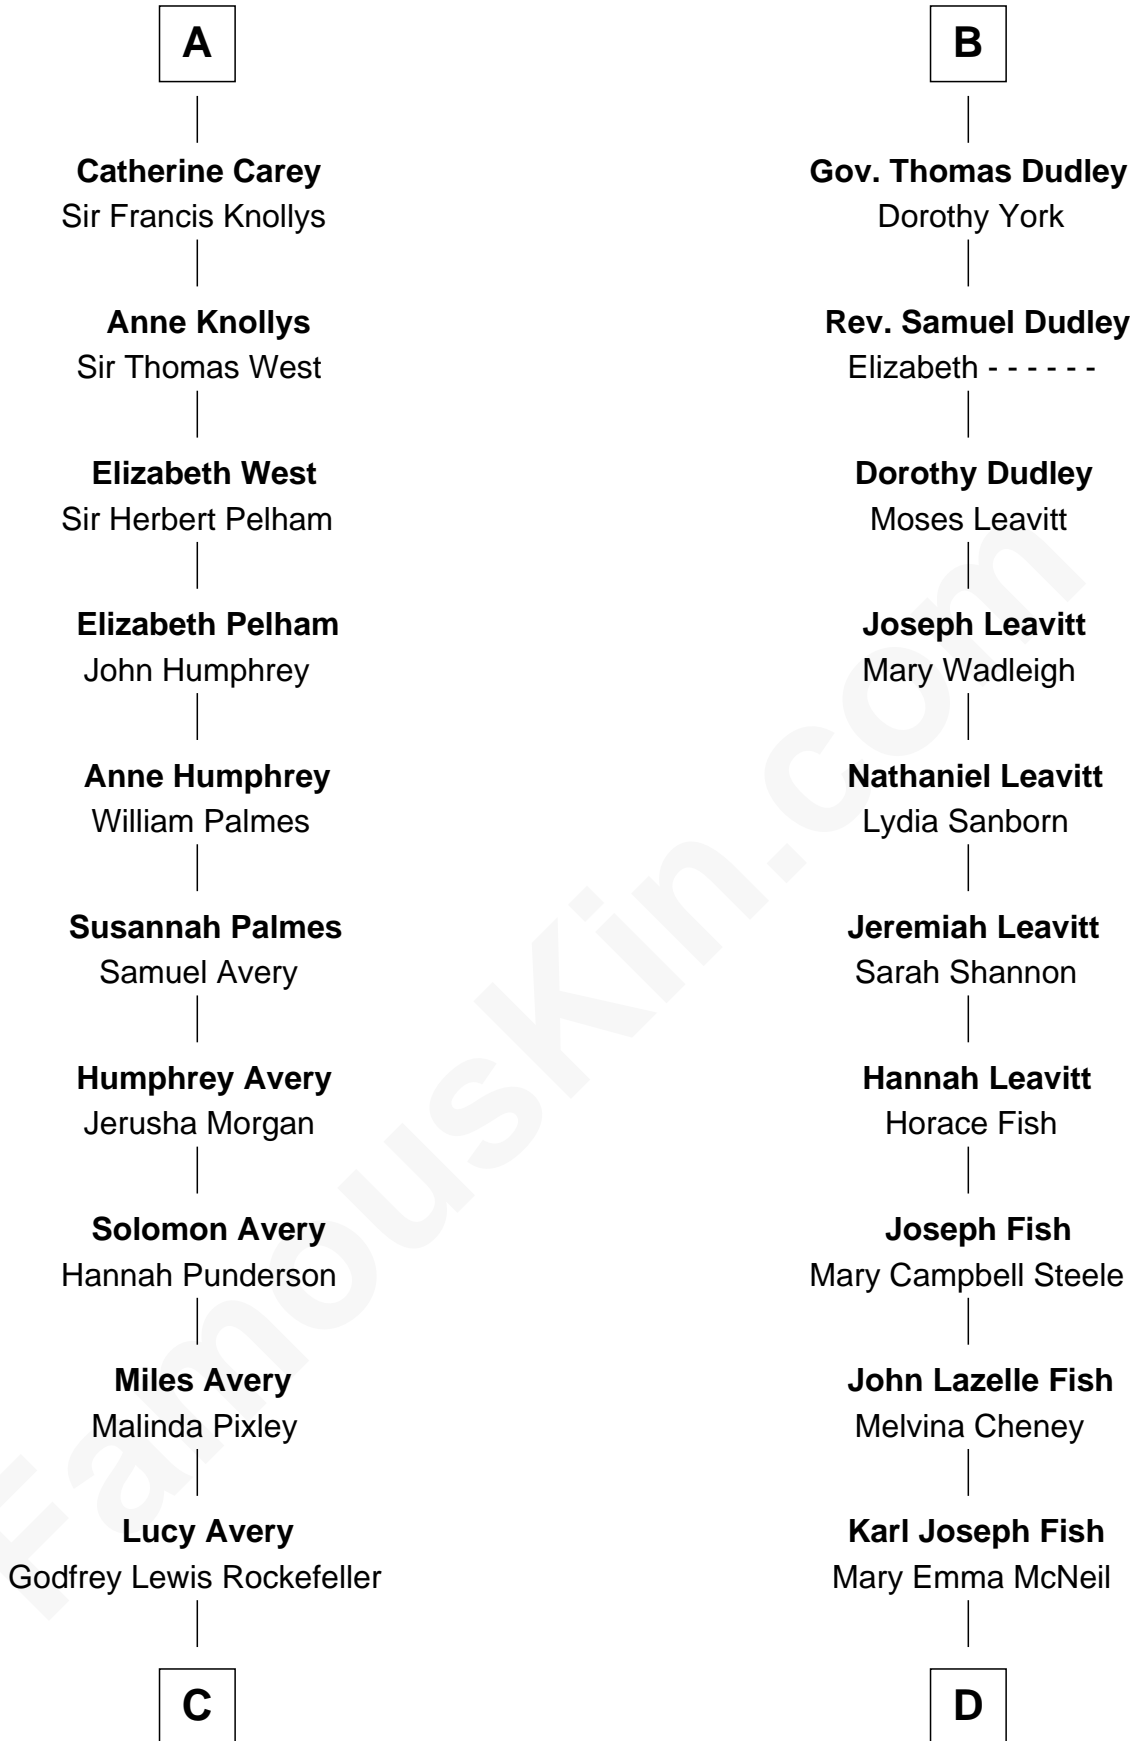 A
Catherine Carey
Sir Francis Knollys
Anne Knollys
Sir Thomas West
Elizabeth West
Sir Herbert Pelham
Elizabeth Pelham
John Humphrey
Anne Humphrey
William Palmes
Susannah Palmes
Samuel Avery
Humphrey Avery
Jerusha Morgan
Solomon Avery
Hannah Punderson
Miles Avery
Malinda Pixley
Lucy Avery
Godfrey Lewis Rockefeller
C
B
Gov. Thomas Dudley
Dorothy York
Rev. Samuel Dudley
Elizabeth - - - - - -
Dorothy Dudley
Moses Leavitt
Joseph Leavitt
Mary Wadleigh
Nathaniel Leavitt
Lydia Sanborn
Jeremiah Leavitt
Sarah Shannon
Hannah Leavitt
Horace Fish
Joseph Fish
Mary Campbell Steele
John Lazelle Fish
Melvina Cheney
Karl Joseph Fish
Mary Emma McNeil
D
FamousKin.com